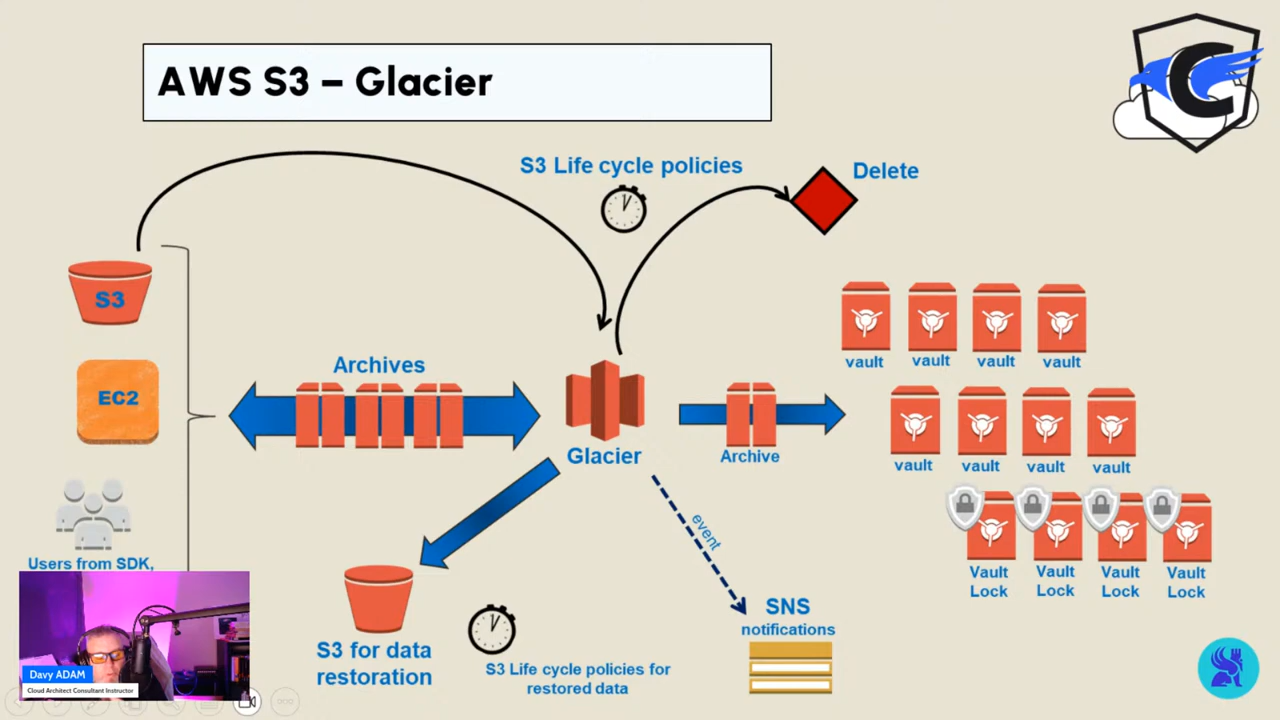 AWS S3 – Glacier
C
S3 Life cycle policies
Delete
S3
EC2
Users from SDK,
Archives
Glacier
Archive
vault
vault
vault
vault
vault
vault
vault
vault
Vault
Lock
Vault
Lock
Vault
Lock
Vault
Lock
event
SNS
notifications
S3 for data
restoration
S3 Life cycle policies for
restored data
Davy ADAM
Cloud Architect Consultant Instructor